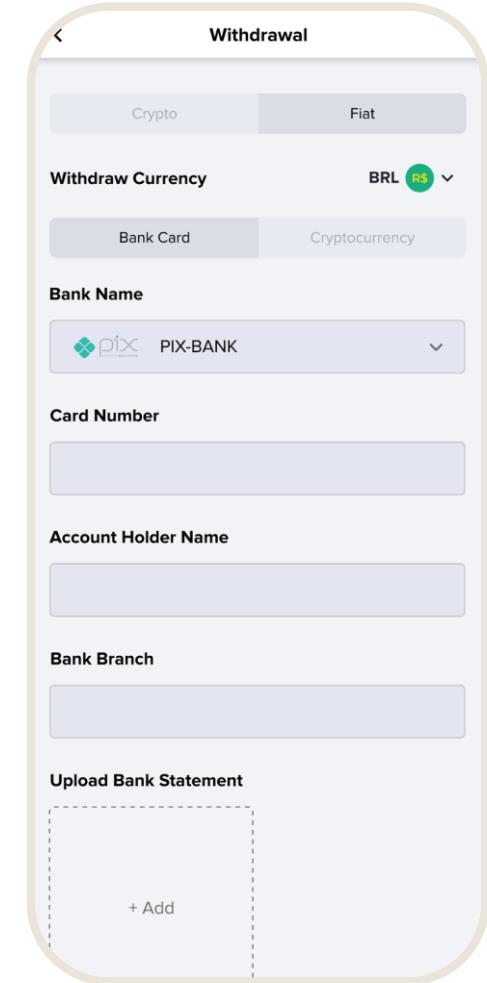 Withdrawal
Crypto Fiat
Withdraw Currency BRL R$
Bank Card Cryptocurrency
Bank Name
pix PIX-BANK
Card Number
Account Holder Name
Bank Branch
Upload Bank Statement
+ Add